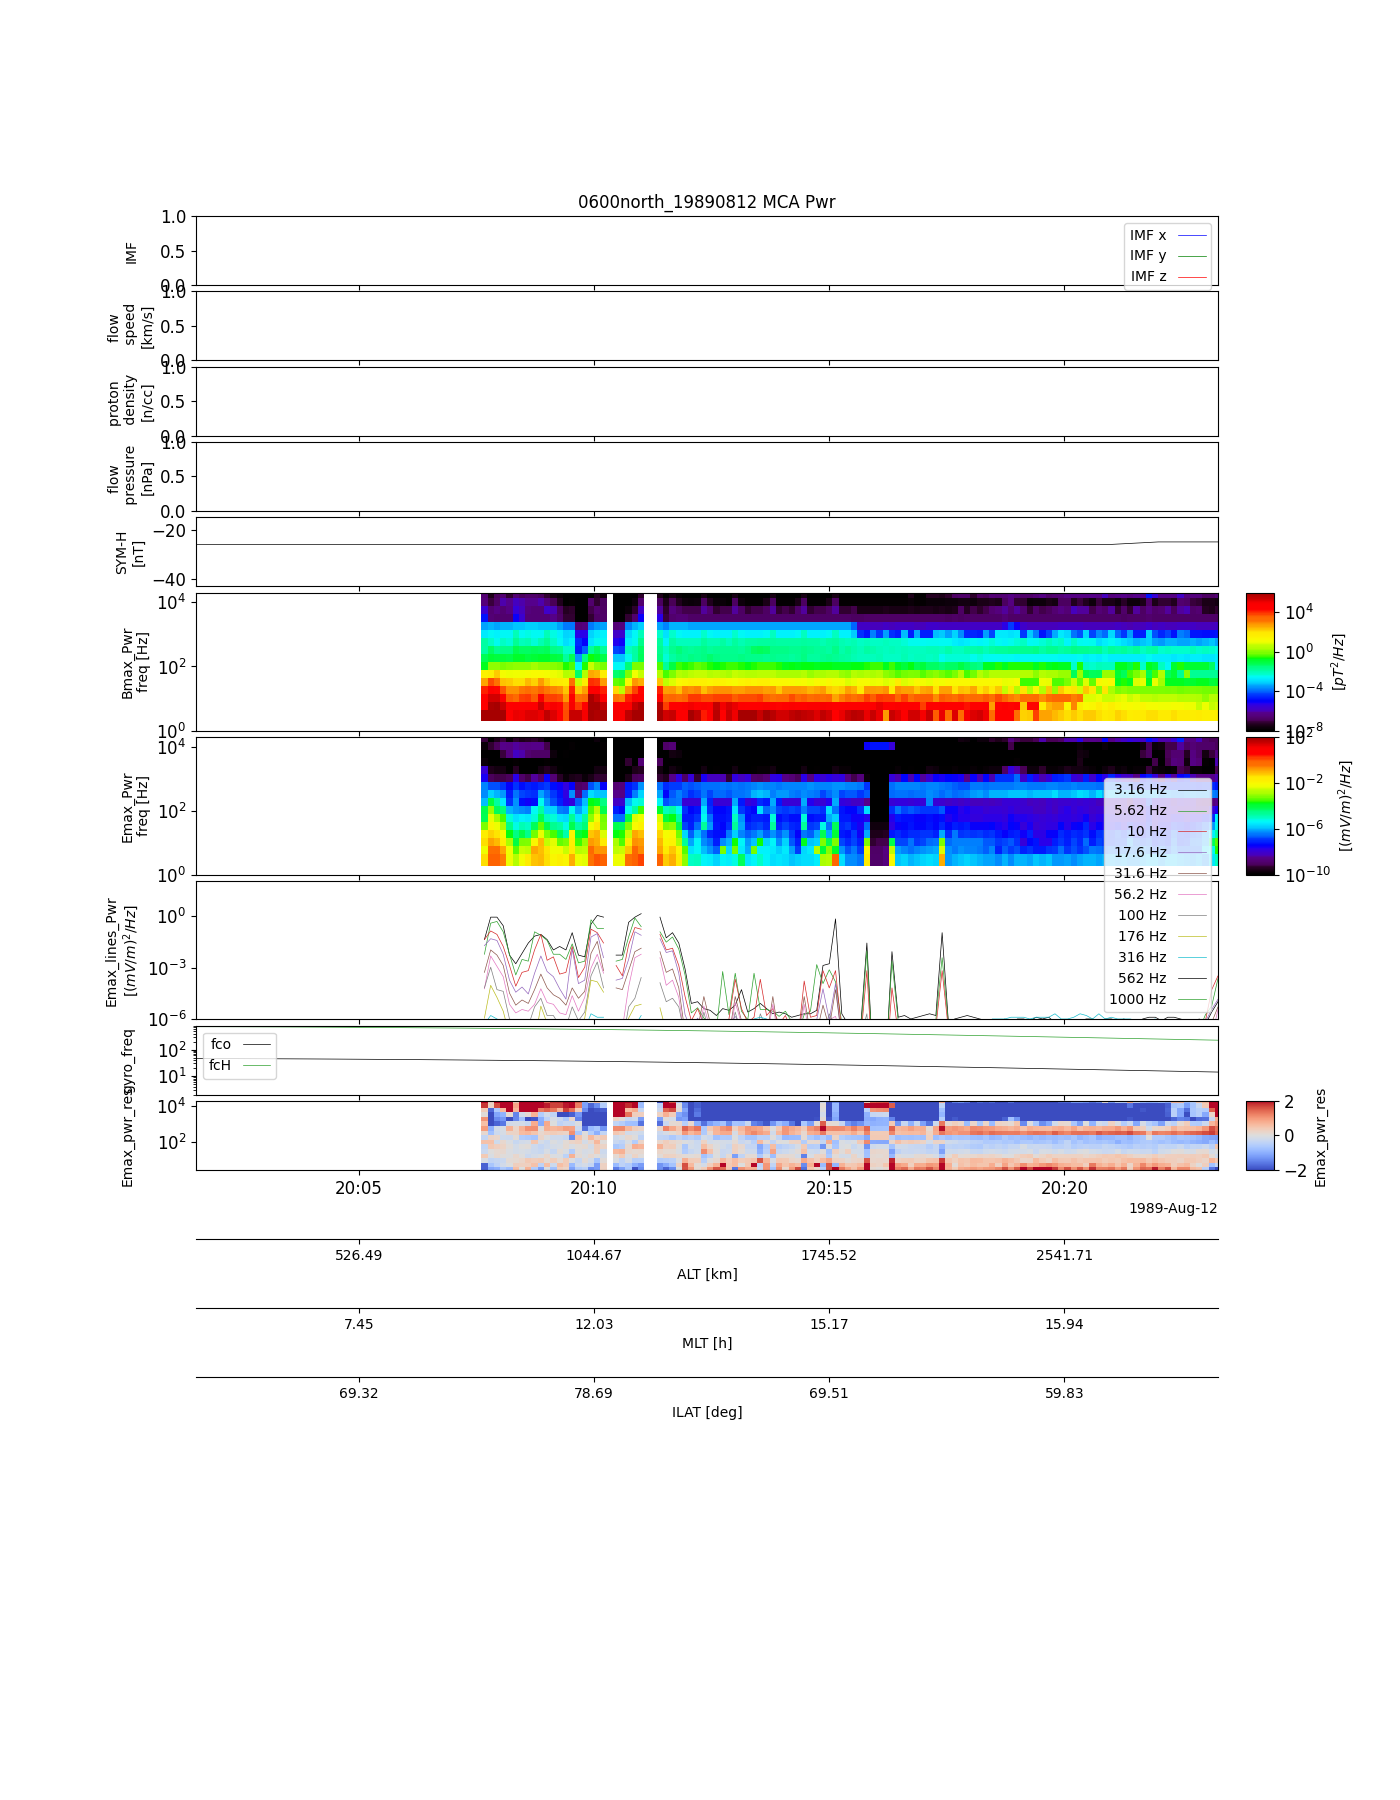 0600north_19890812 MCA Pwr
1.0
0.5
0.0
IMF
IMF x
IMF y
IMF z
1.0
0.5
0.0
flow
speed
[km/s]
1.0
0.5
0.0
proton
density
[n/cc]
1.0
0.5
0.0
flow
pressure
[nPa]
−20
−40
SYM-H
[nT]
10^4
10^2
10^0
Bmax_Pwr
freq [Hz]
10^4
10^0
10^−4
10^−8
[pT^2/Hz]
10^4
10^2
10^0
Emax_Pwr
freq [Hz]
10^2
10^−2
10^−6
10^−10
[(mV/m)^2/Hz]
3.16 Hz
5.62 Hz
10 Hz
17.6 Hz
31.6 Hz
56.2 Hz
100 Hz
176 Hz
316 Hz
562 Hz
1000 Hz
10^0
10^−3
10^−6
Emax_lines_Pwr
[(mV/m)^2/Hz]
10^2
10^1
gyro_freq
fco
fcH
10^4
10^2
Emax_pwr_res
2
0
−2
Emax_pwr_res
20:05 20:10 20:15 20:20
1989-Aug-12
526.49 1044.67 1745.52 2541.71
ALT [km]
7.45 12.03 15.17 15.94
MLT [h]
69.32 78.69 69.51 59.83
ILAT [deg]